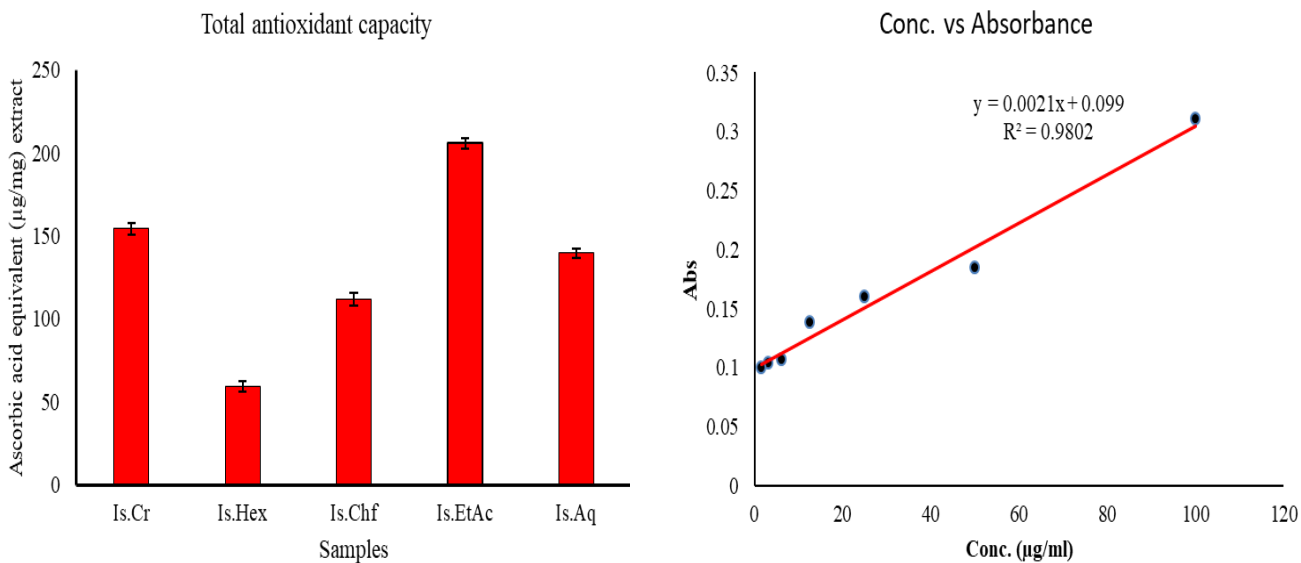 Total antioxidant capacity
Ascorbic acid equivalent (µg/mg) extract
250
200
150
100
50
0
Is.Cr Is.Hex Is.Chf Is.EtAc Is.Aq
Samples
Conc. vs Absorbance
y = 0.0021x + 0.099
R² = 0.9802
Abs
0.35
0.3
0.25
0.2
0.15
0.1
0.05
0
0 20 40 60 80 100 120
Conc. (µg/ml)